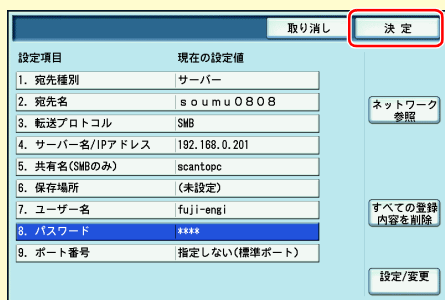 取り消し 決 定
設定項目 現在の設定値
1. 宛先種別 サーバー
2. 宛先名 ｓｏｕｍｕ０８０８
3. 転送プロトコル SMB
4. サーバー名/IPアドレス 192.168.0.201
5. 共有名(SMBのみ) scantopc
6. 保存場所 (未設定)
7. ユーザー名 fuji-engi
8. パスワード ****
9. ポート番号 指定しない(標準ポート)
ネットワーク
参照
すべての登録
内容を削除
設定/変更